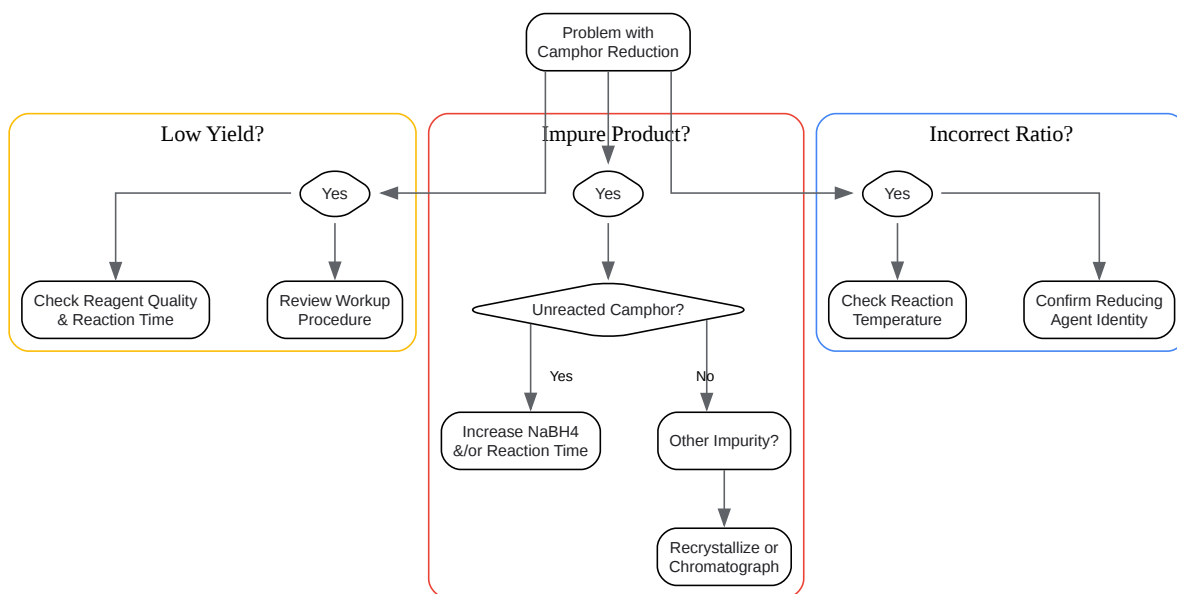 Problem with
Camphor Reduction
Low Yield?
Impure Product?
Incorrect Ratio?
Yes
Yes
Yes
Check Reagent Quality
& Reaction Time
Review Workup
Procedure
Unreacted Camphor?
Check Reaction
Temperature
Confirm Reducing
Agent Identity
Yes
No
Increase NaBH4
&/or Reaction Time
Other Impurity?
Recrystallize or
Chromatograph